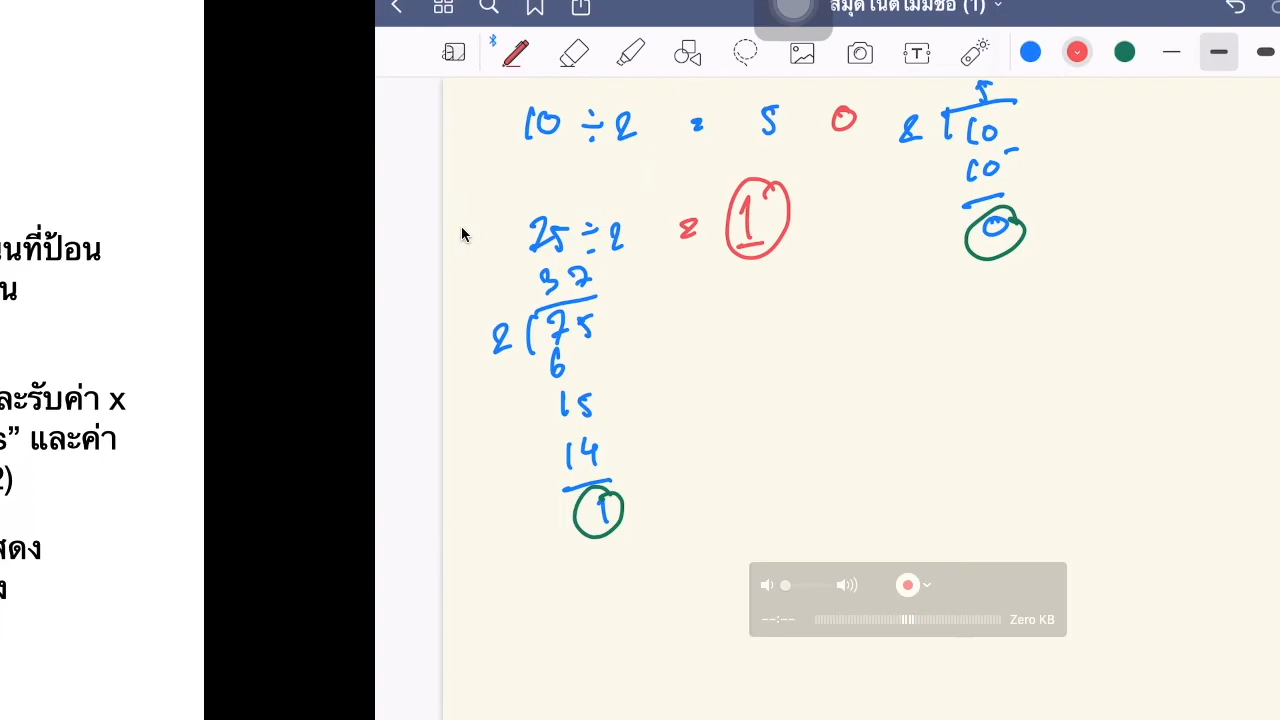 สมุดโน้ตไม่มีชื่อ (1)
นที่ป้อน
น
ละรับค่า x
s” และค่า
2)
สดง
ง
10 ÷ 2 = 5 0
5
2 10
10
0
25 ÷ 2 = 1
37
2 75
6
15
14
1
T
--:-- Zero KB